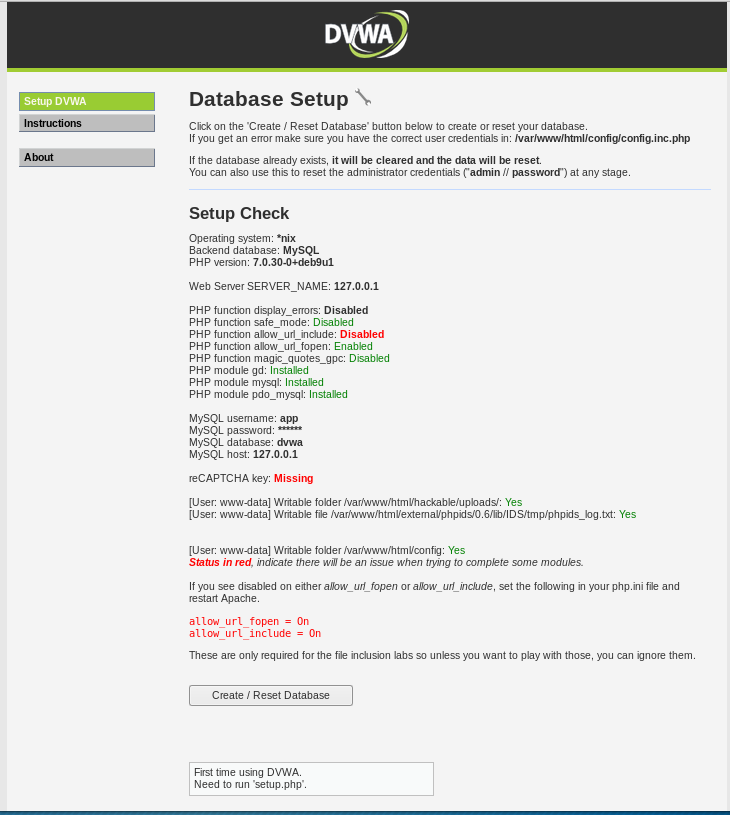 DVWA
Setup DVWA
Instructions
About
Database Setup
Click on the 'Create / Reset Database' button below to create or reset your database.
If you get an error make sure you have the correct user credentials in: /var/www/html/config/config.inc.php
If the database already exists, it will be cleared and the data will be reset.
You can also use this to reset the administrator credentials ("admin // password") at any stage.
Setup Check
Operating system: *nix
Backend database: MySQL
PHP version: 7.0.30-0+deb9u1
Web Server SERVER_NAME: 127.0.0.1
PHP function display_errors: Disabled
PHP function safe_mode: Disabled
PHP function allow_url_include: Disabled
PHP function allow_url_fopen: Enabled
PHP function magic_quotes_gpc: Disabled
PHP module gd: Installed
PHP module mysql: Installed
PHP module pdo_mysql: Installed
MySQL username: app
MySQL password: ******
MySQL database: dvwa
MySQL host: 127.0.0.1
reCAPTCHA key: Missing
[User: www-data] Writable folder /var/www/html/hackable/uploads/: Yes
[User: www-data] Writable file /var/www/html/external/phpids/0.6/lib/IDS/tmp/phpids_log.txt: Yes
[User: www-data] Writable folder /var/www/html/config: Yes
Status in red, indicate there will be an issue when trying to complete some modules.
If you see disabled on either allow_url_fopen or allow_url_include, set the following in your php.ini file and
restart Apache.
allow_url_fopen = On
allow_url_include = On
These are only required for the file inclusion labs so unless you want to play with those, you can ignore them.
Create / Reset Database
First time using DVWA.
Need to run 'setup.php'.